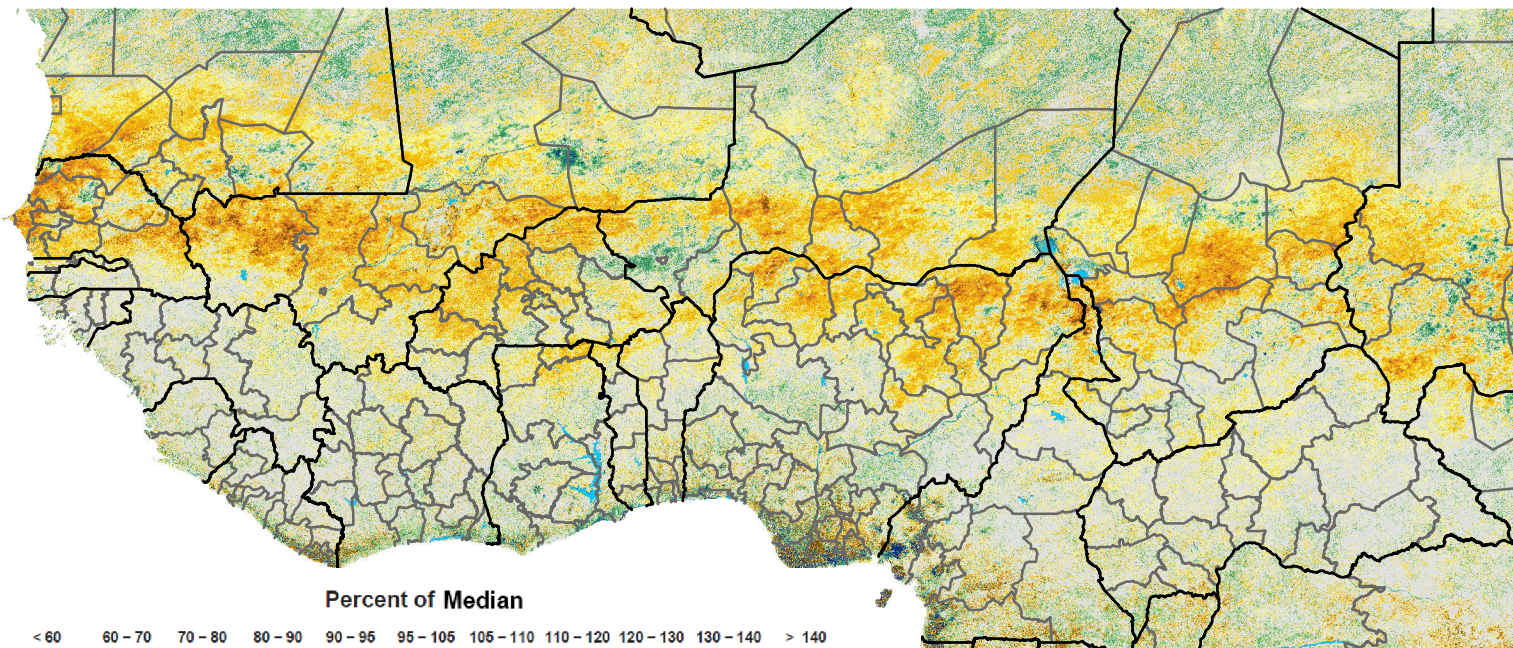 Percent of Median
< 60 60 – 70 70 – 80 80 – 90 90 – 95 95 – 105 105 – 110 110 – 120 120 – 130 130 – 140 > 140